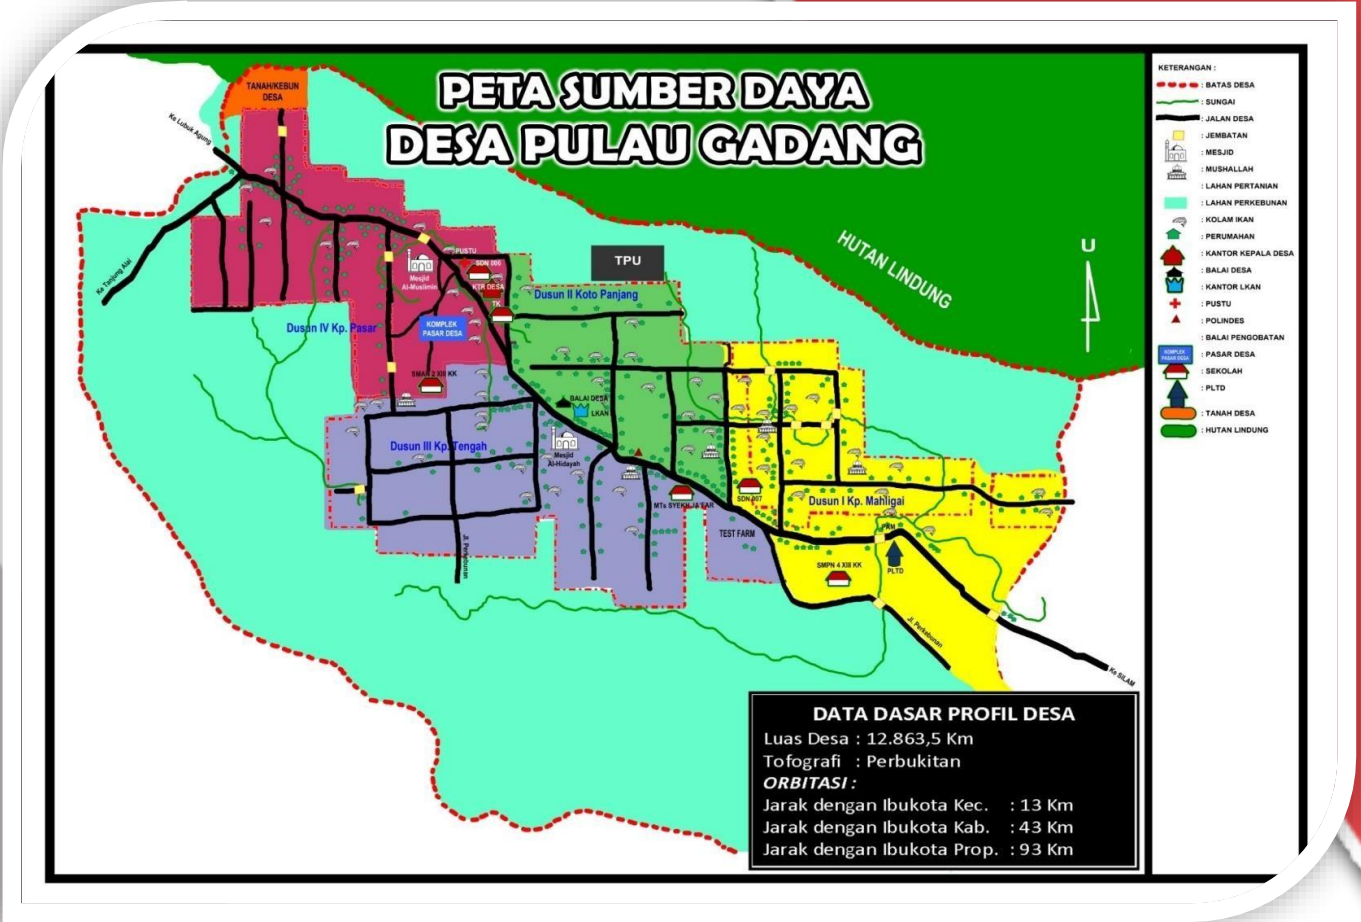 PETA SUMBER DAYA
DESA PULAU GADANG
TANAH/KEBUN
DESA
Ke Lubuk Agung
Ke Tanjung Alai
HUTAN LINDUNG
U
TPU
PUSTU
SDN 006
KTR DESA
TK
Mesjid
Al-Muslimin
Dusun II Koto Panjang
Dusun IV Kp. Pasar
KOMPLEK
PASAR DESA
SMAN 2 XIII KK
BALAI DESA
LKAN
Dusun III Kp. Tengah
Mesjid
Al-Hidayah
MTs SYEKH JA'FAR
SDN 007
Dusun I Kp. Mahligai
TEST FARM
SMPN 4 XIII KK
PLTD
Jl. Perkebunan
Jl. Perkebunan
Ke SILAM
KETERANGAN :
: BATAS DESA
: SUNGAI
: JALAN DESA
: JEMBATAN
: MESJID
: MUSHALLAH
: LAHAN PERTANIAN
: LAHAN PERKEBUNAN
: KOLAM IKAN
: PERUMAHAN
: KANTOR KEPALA DESA
: BALAI DESA
: KANTOR LKAN
: PUSTU
: POLINDES
: BALAI PENGOBATAN
KOMPLEK
PASAR DESA
: PASAR DESA
: SEKOLAH
: PLTD
: TANAH DESA
: HUTAN LINDUNG
DATA DASAR PROFIL DESA
Luas Desa : 12.863,5 Km
Tofografi : Perbukitan
ORBITASI :
Jarak dengan Ibukota Kec. : 13 Km
Jarak dengan Ibukota Kab. : 43 Km
Jarak dengan Ibukota Prop. : 93 Km